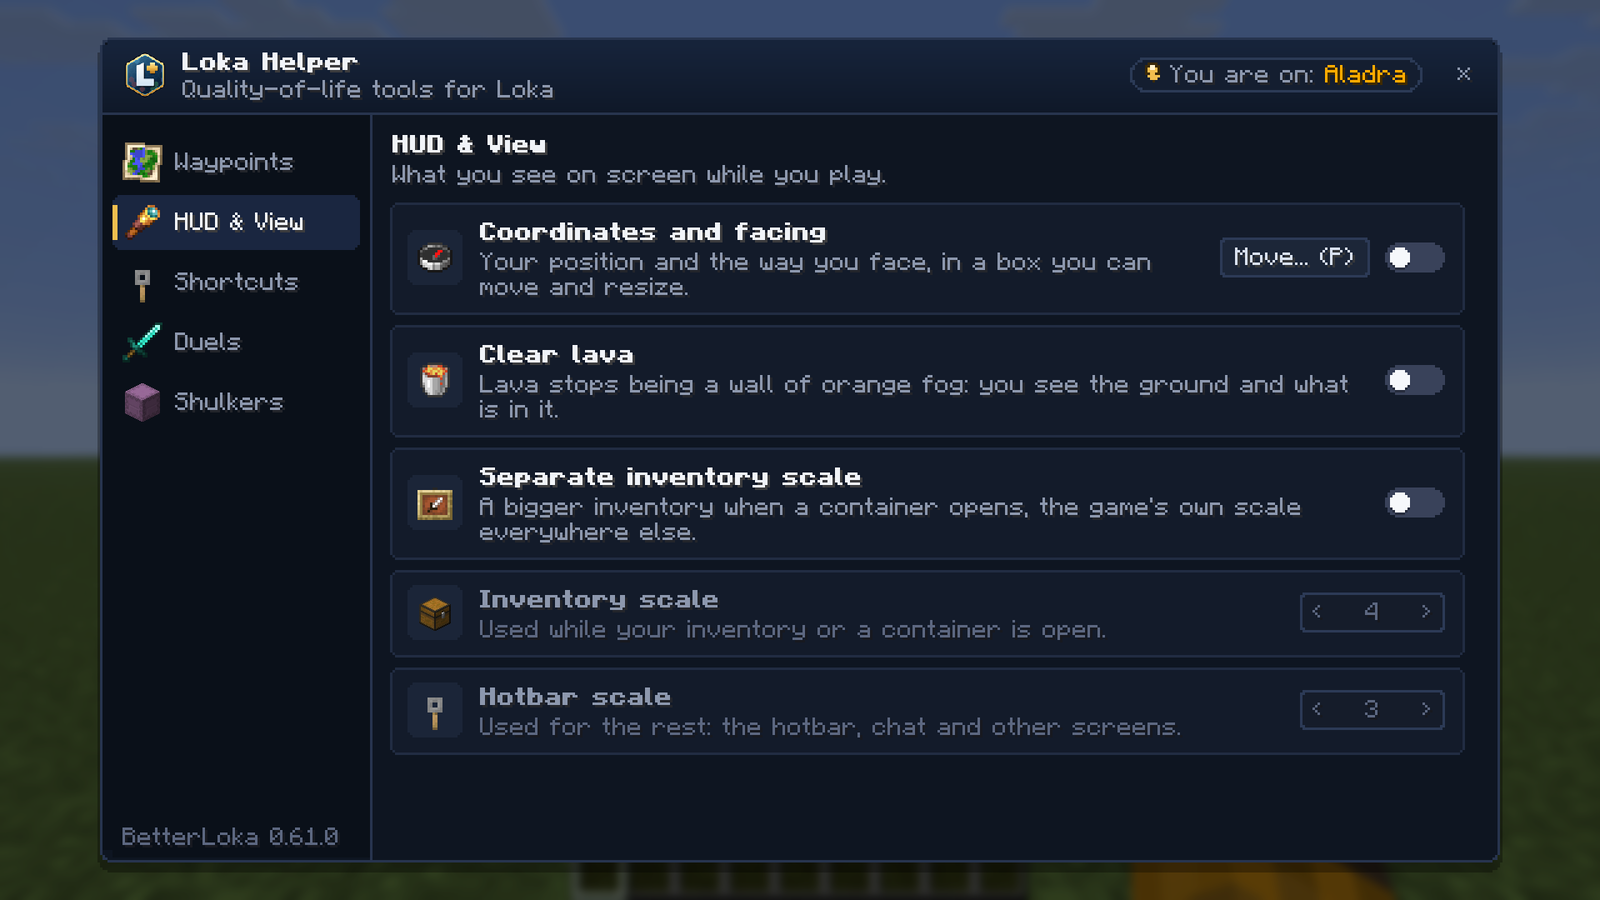 Loka Helper
Quality-of-life tools for Loka
You are on: Aladra
×
Waypoints
HUD & View
Shortcuts
Duels
Shulkers
BetterLoka 0.61.0
HUD & View
What you see on screen while you play.
Coordinates and facing
Your position and the way you face, in a box you can
move and resize.
Move... (P)
Clear lava
Lava stops being a wall of orange fog: you see the ground and what
is in it.
Separate inventory scale
A bigger inventory when a container opens, the game's own scale
everywhere else.
Inventory scale
Used while your inventory or a container is open.
< 4 >
Hotbar scale
Used for the rest: the hotbar, chat and other screens.
< 3 >